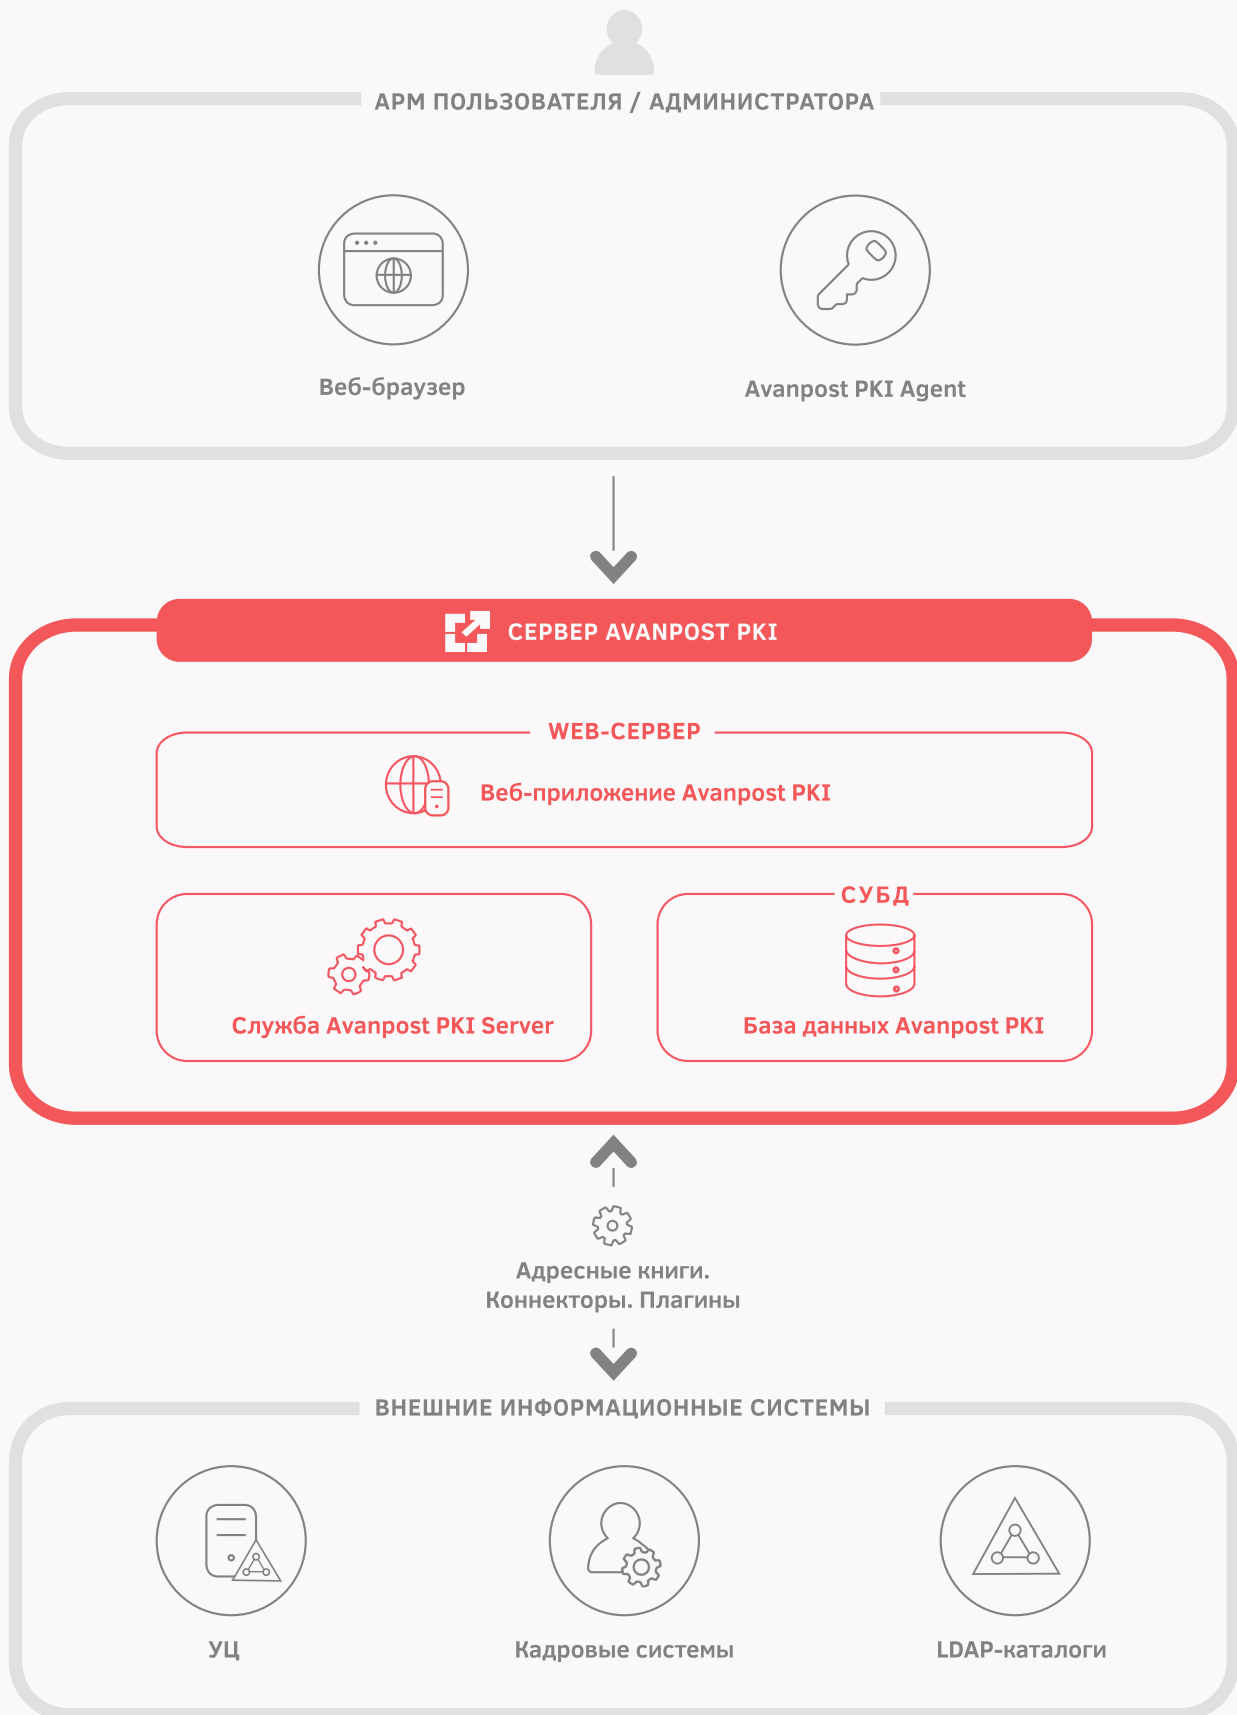 АРМ ПОЛЬЗОВАТЕЛЯ / АДМИНИСТРАТОРА
Веб-браузер
Avanpost PKI Agent
СЕРВЕР AVANPOST PKI
WEB-СЕРВЕР
Веб-приложение Avanpost PKI
СУБД
Служба Avanpost PKI Server
База данных Avanpost PKI
Адресные книги.
Коннекторы. Плагины
ВНЕШНИЕ ИНФОРМАЦИОННЫЕ СИСТЕМЫ
УЦ
Кадровые системы
LDAP-каталоги